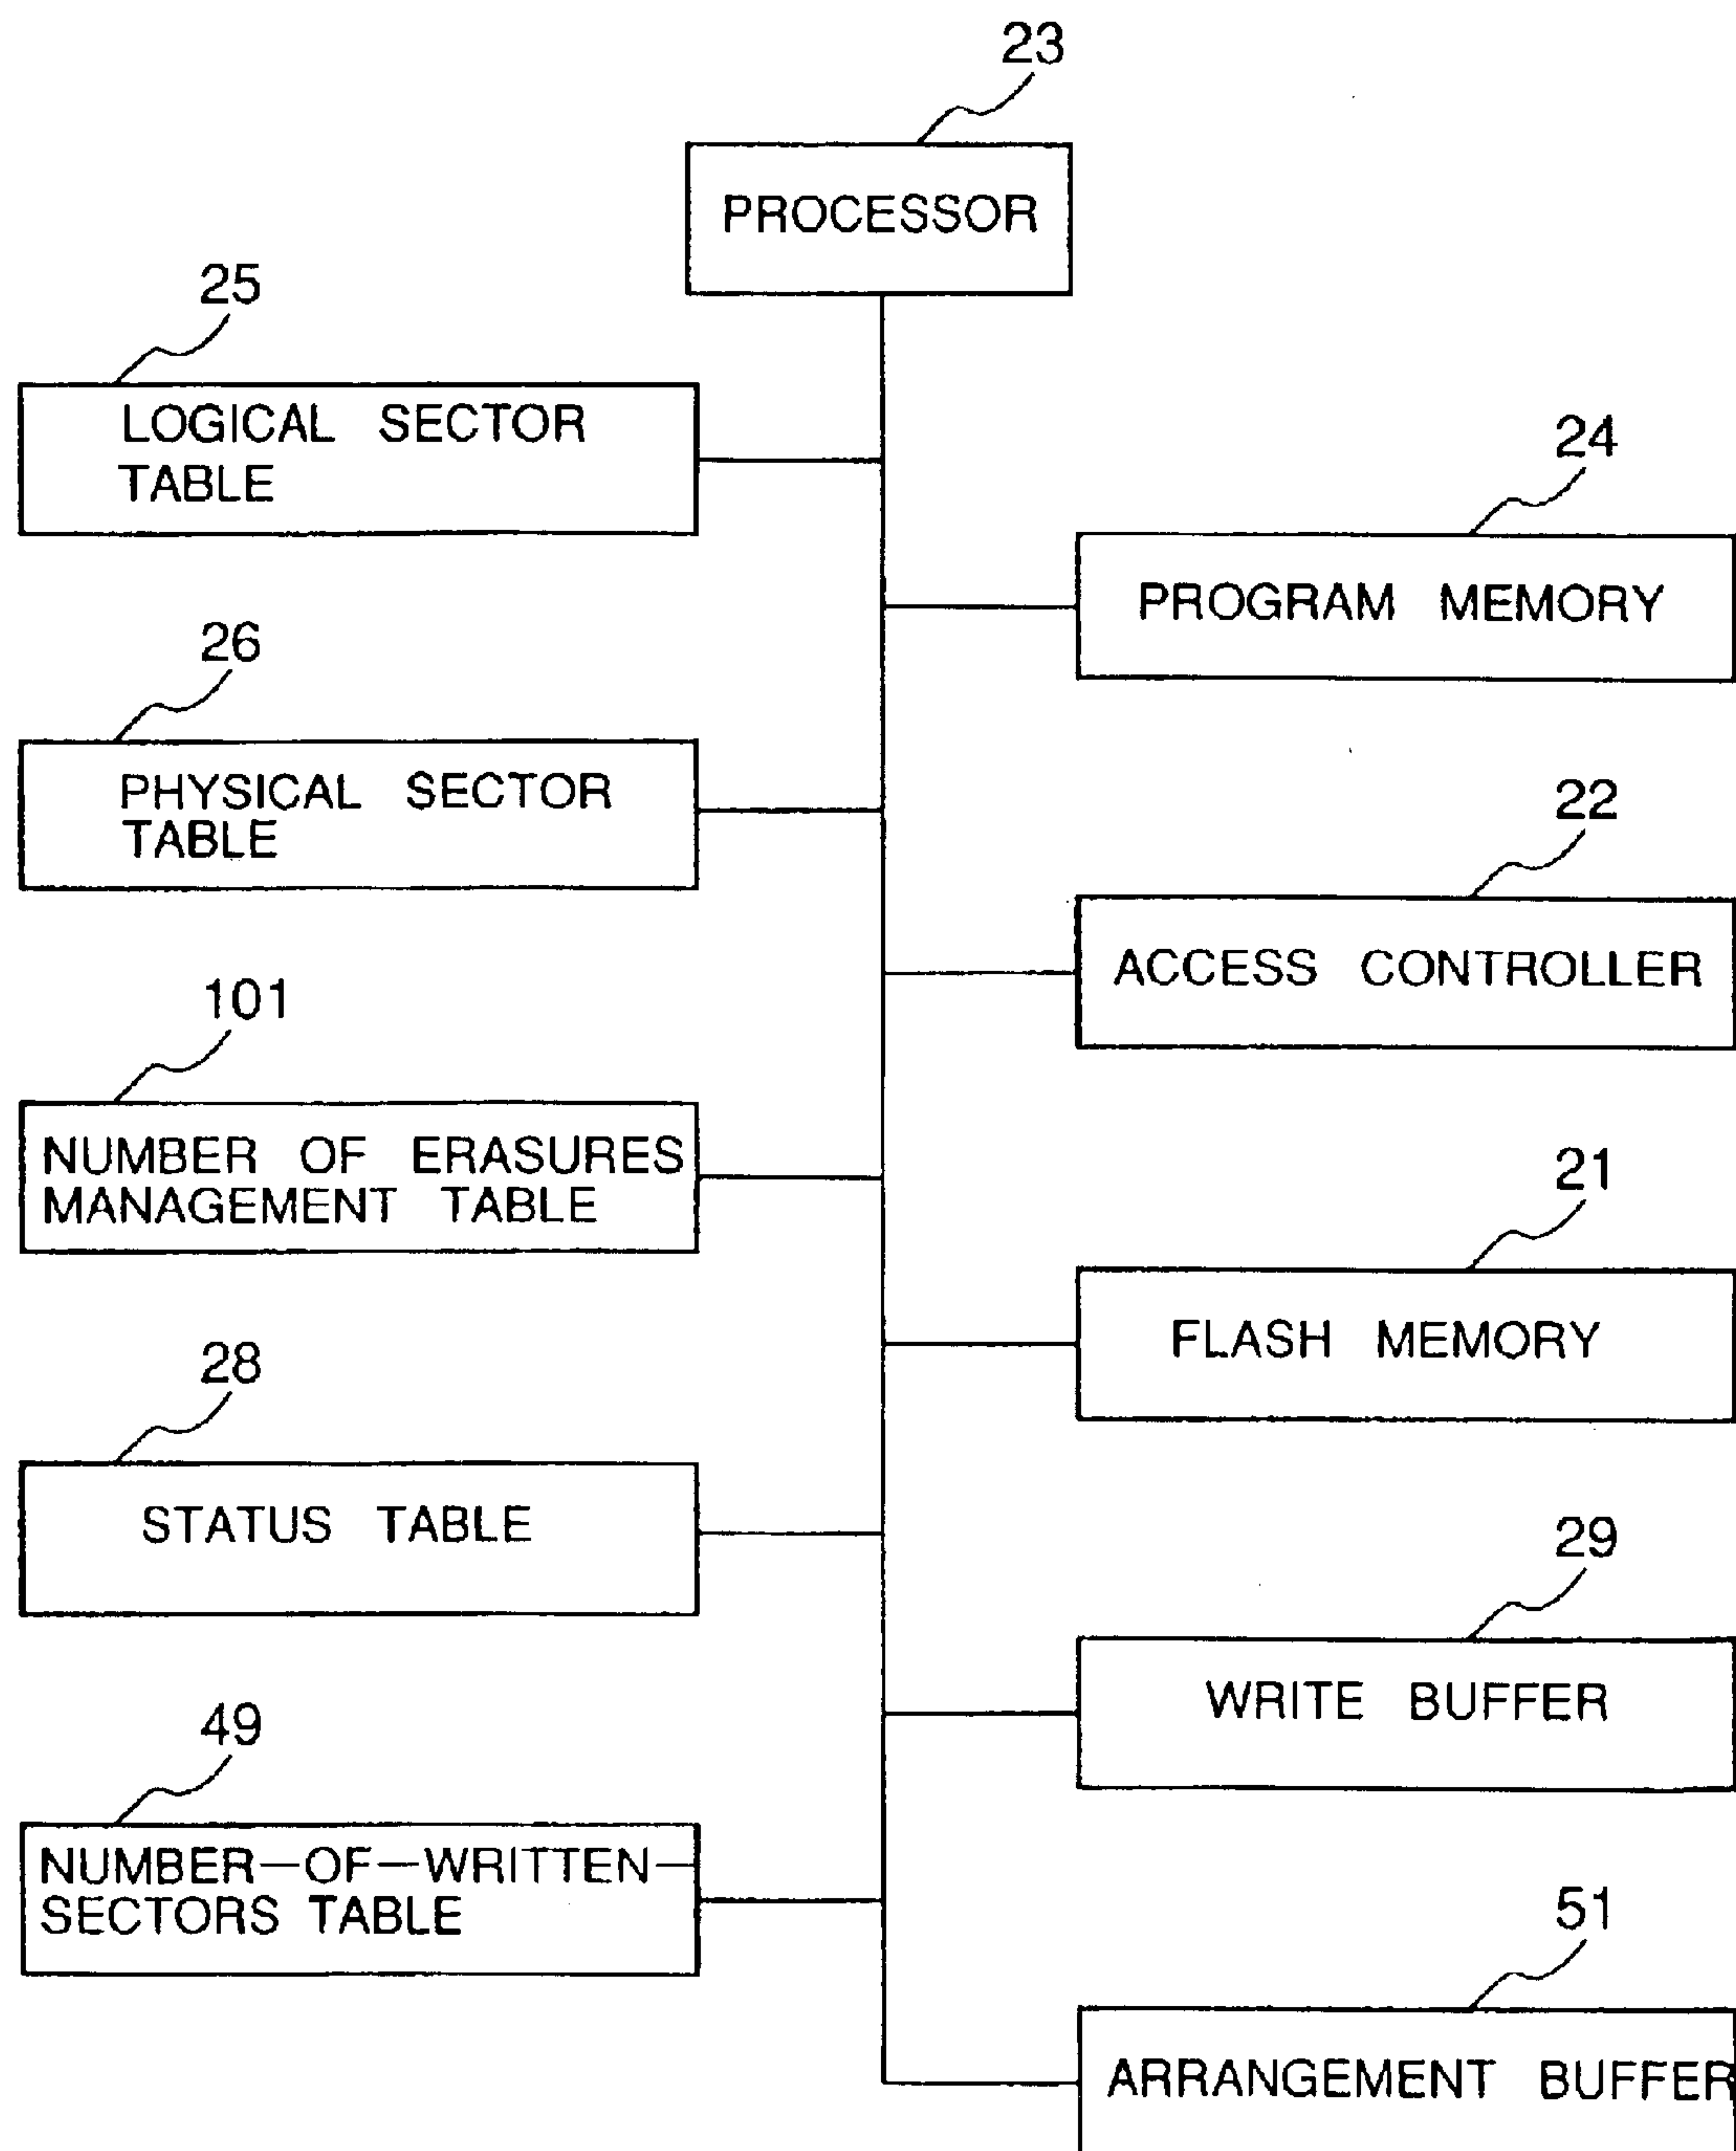 23
PROCESSOR
25
LOGICAL SECTOR
TABLE
24
PROGRAM MEMORY
26
PHYSICAL SECTOR
TABLE
22
ACCESS CONTROLLER
101
NUMBER OF ERASURES
MANAGEMENT TABLE
21
FLASH MEMORY
28
STATUS TABLE
29
WRITE BUFFER
49
NUMBER-OF-WRITTEN-
SECTORS TABLE
51
ARRANGEMENT BUFFER